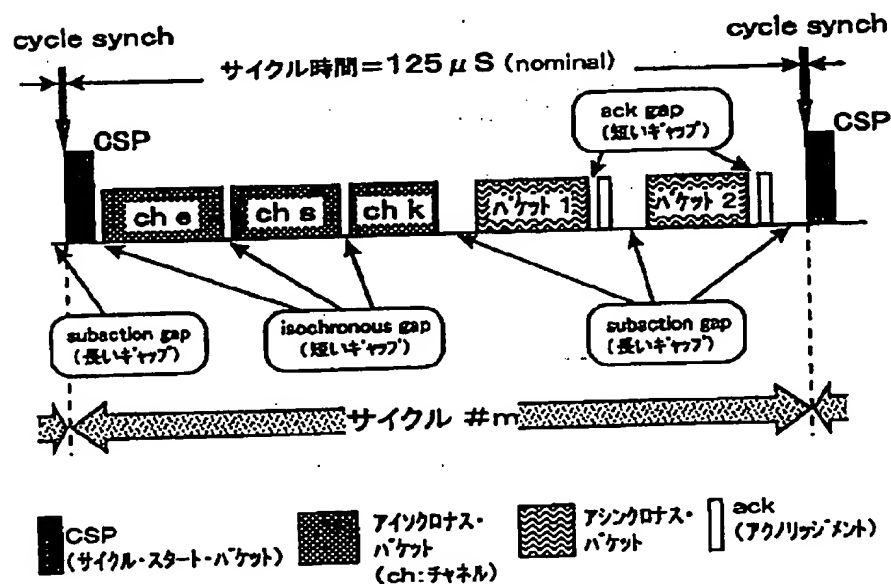 cycle synch
cycle synch
サイクル時間=125μS (nominal)
CSP
CSP
ack gap
(短いギャップ)
ch e
ch s
ch k
パケット 1
パケット 2
subaction gap
(長いギャップ)
isochronous gap
(短いギャップ)
subaction gap
(長いギャップ)
サイクル #m
CSP
(サイクル・スタート・パケット)
アイソクロナス・
パケット
(ch:チャネル)
アシンクロナス・
パケット
ack
(アクノリッジメント)